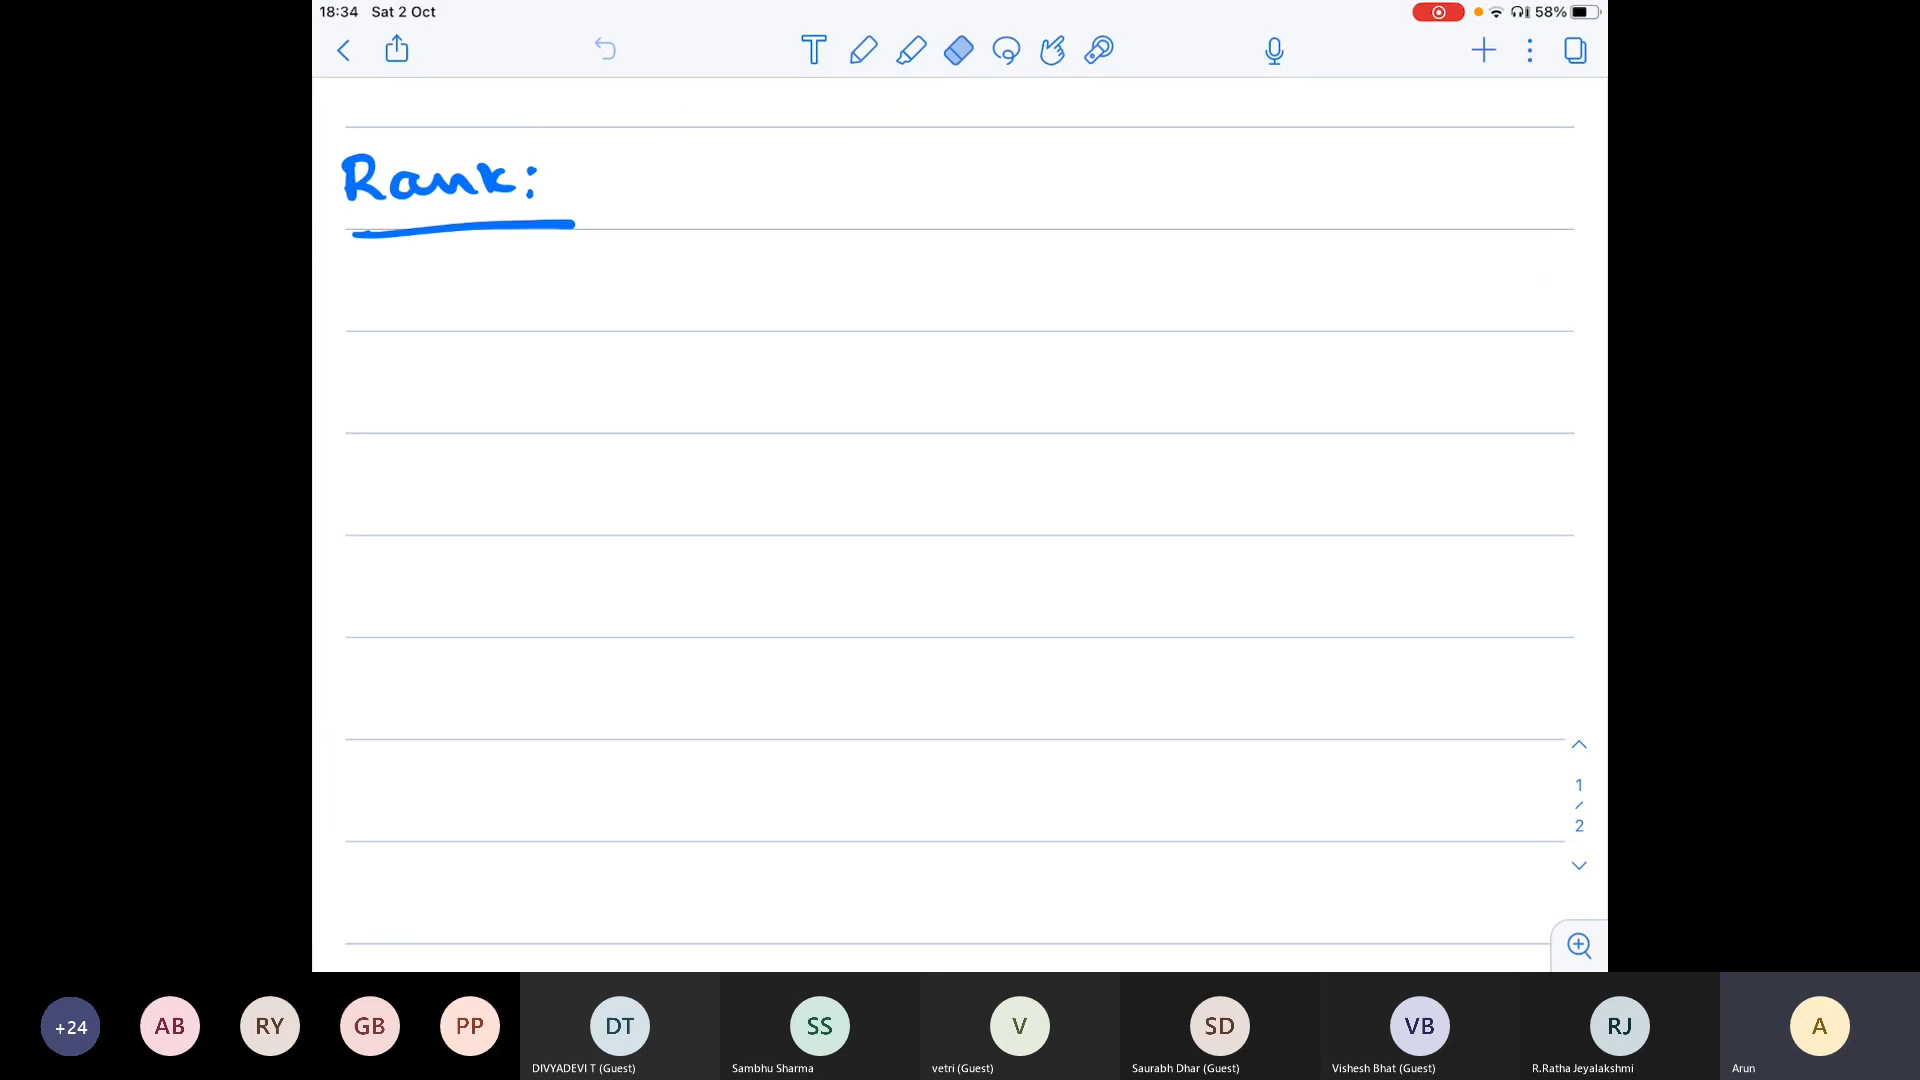 18:34 Sat 2 Oct 58%
T
Rank:
1
/
2
+24 AB RY GB PP DT SS V SD VB RJ A
DIVYADEVI T (Guest) Sambhu Sharma vetri (Guest) Saurabh Dhar (Guest) Vishesh Bhat (Guest) R.Ratha Jeyalakshmi Arun